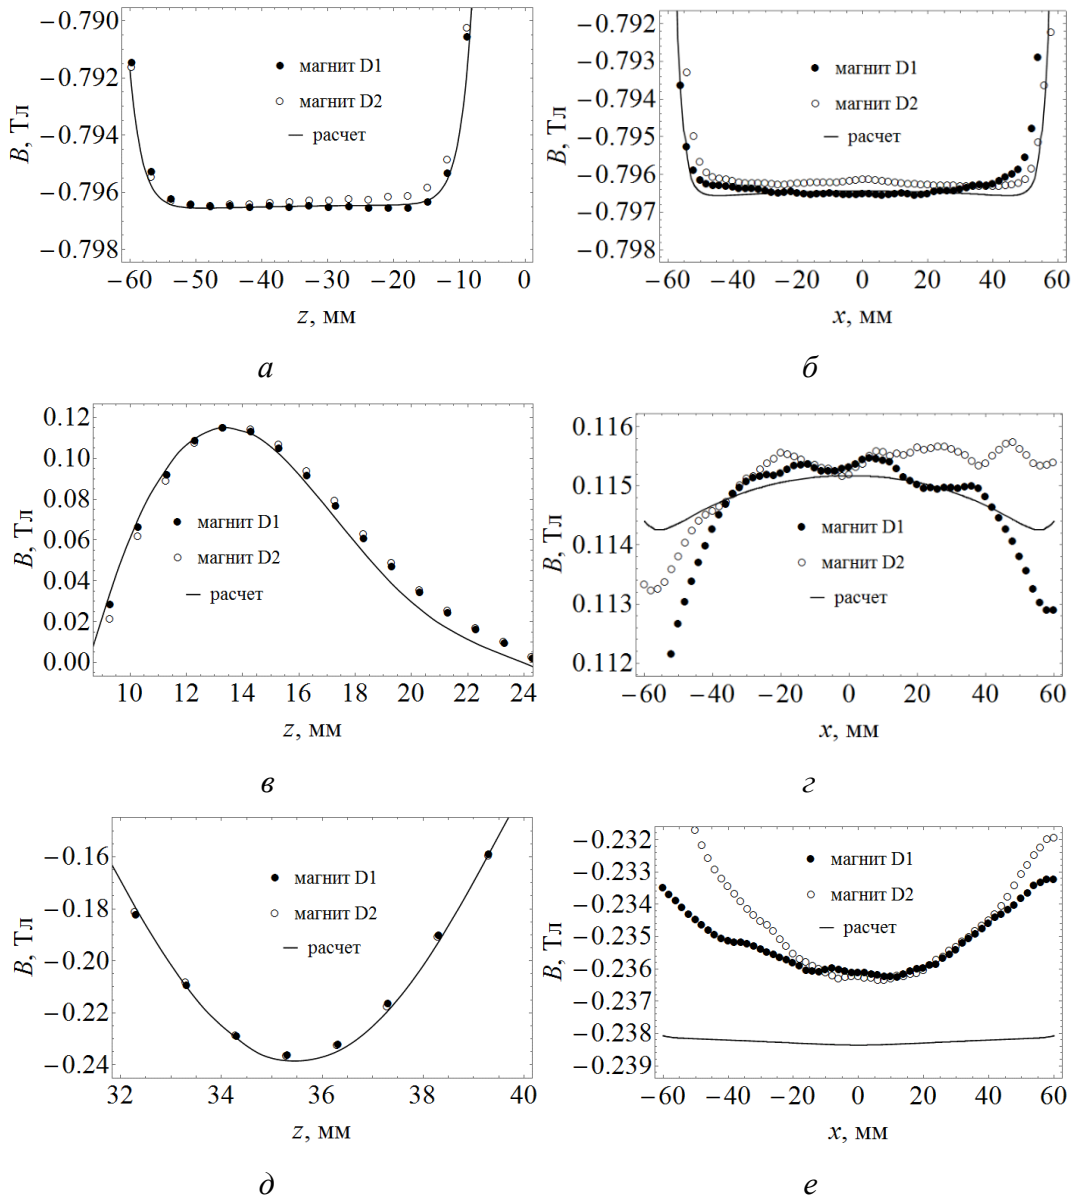 −0.790
−0.792
−0.794
−0.796
−0.798
B, Тл
магнит D1
магнит D2
расчет
−60 −50 −40 −30 −20 −10 0
z, мм
а
−0.792
−0.793
−0.794
−0.795
−0.796
−0.797
−0.798
B, Тл
магнит D1
магнит D2
расчет
−60 −40 −20 0 20 40 60
x, мм
б
0.12
0.10
0.08
0.06
0.04
0.02
0.00
B, Тл
магнит D1
магнит D2
расчет
10 12 14 16 18 20 22 24
z, мм
в
0.116
0.115
0.114
0.113
0.112
B, Тл
магнит D1
магнит D2
расчет
−60 −40 −20 0 20 40 60
x, мм
г
−0.16
−0.18
−0.20
−0.22
−0.24
B, Тл
магнит D1
магнит D2
расчет
32 34 36 38 40
z, мм
д
−0.232
−0.233
−0.234
−0.235
−0.236
−0.237
−0.238
−0.239
B, Тл
магнит D1
магнит D2
расчет
−60 −40 −20 0 20 40 60
x, мм
е